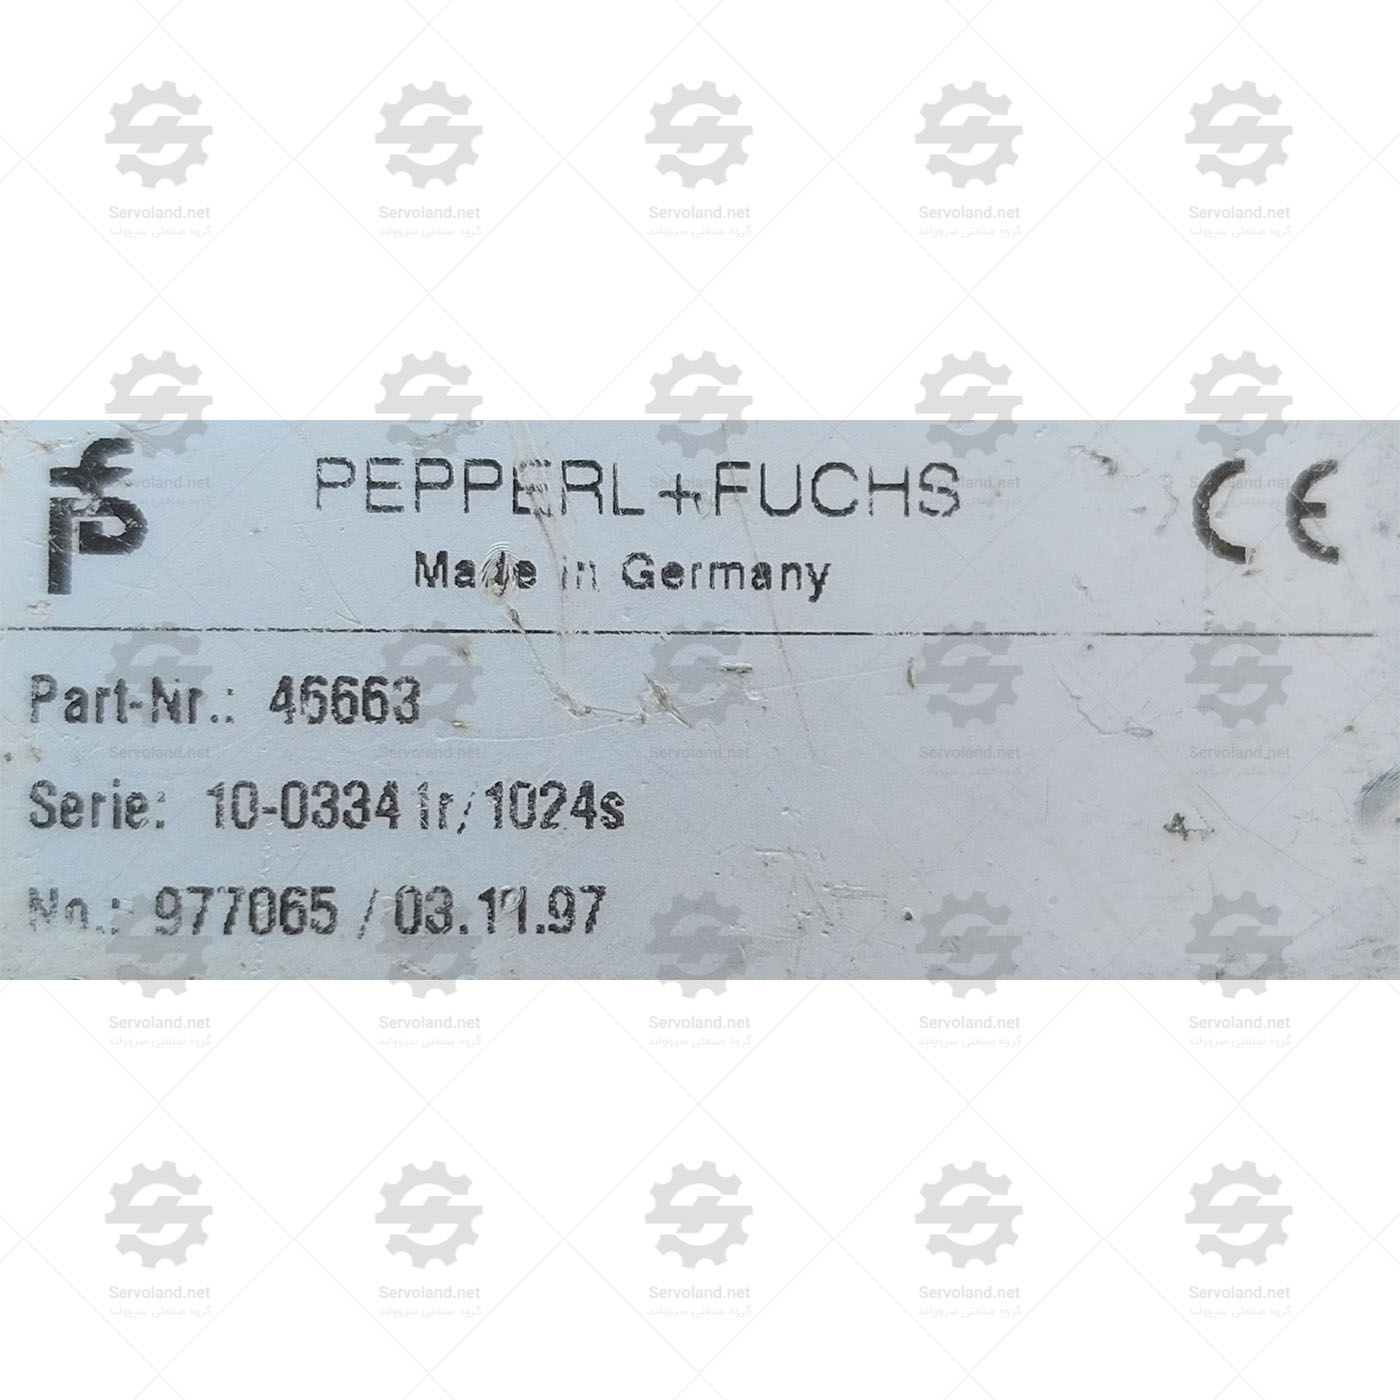 PEPPERL+FUCHS
CE
Made in Germany
Part-Nr.: 46663
Serie: 10-0334 1r/1024s
No.: 977065 / 03.11.97
Servoland.net
گروه صنعتی سروولند